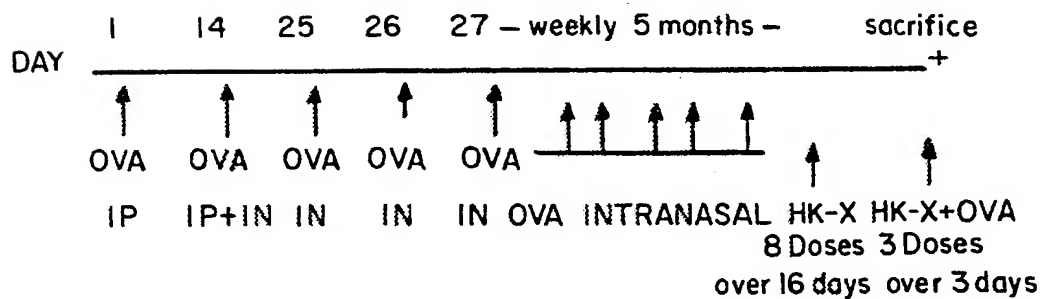 1 14 25 26 27 – weekly 5 months – sacrifice
DAY +
OVA OVA OVA OVA OVA
IP IP+IN IN IN IN OVA INTRANASAL HK-X HK-X+OVA
8 Doses 3 Doses
over 16 days over 3 days